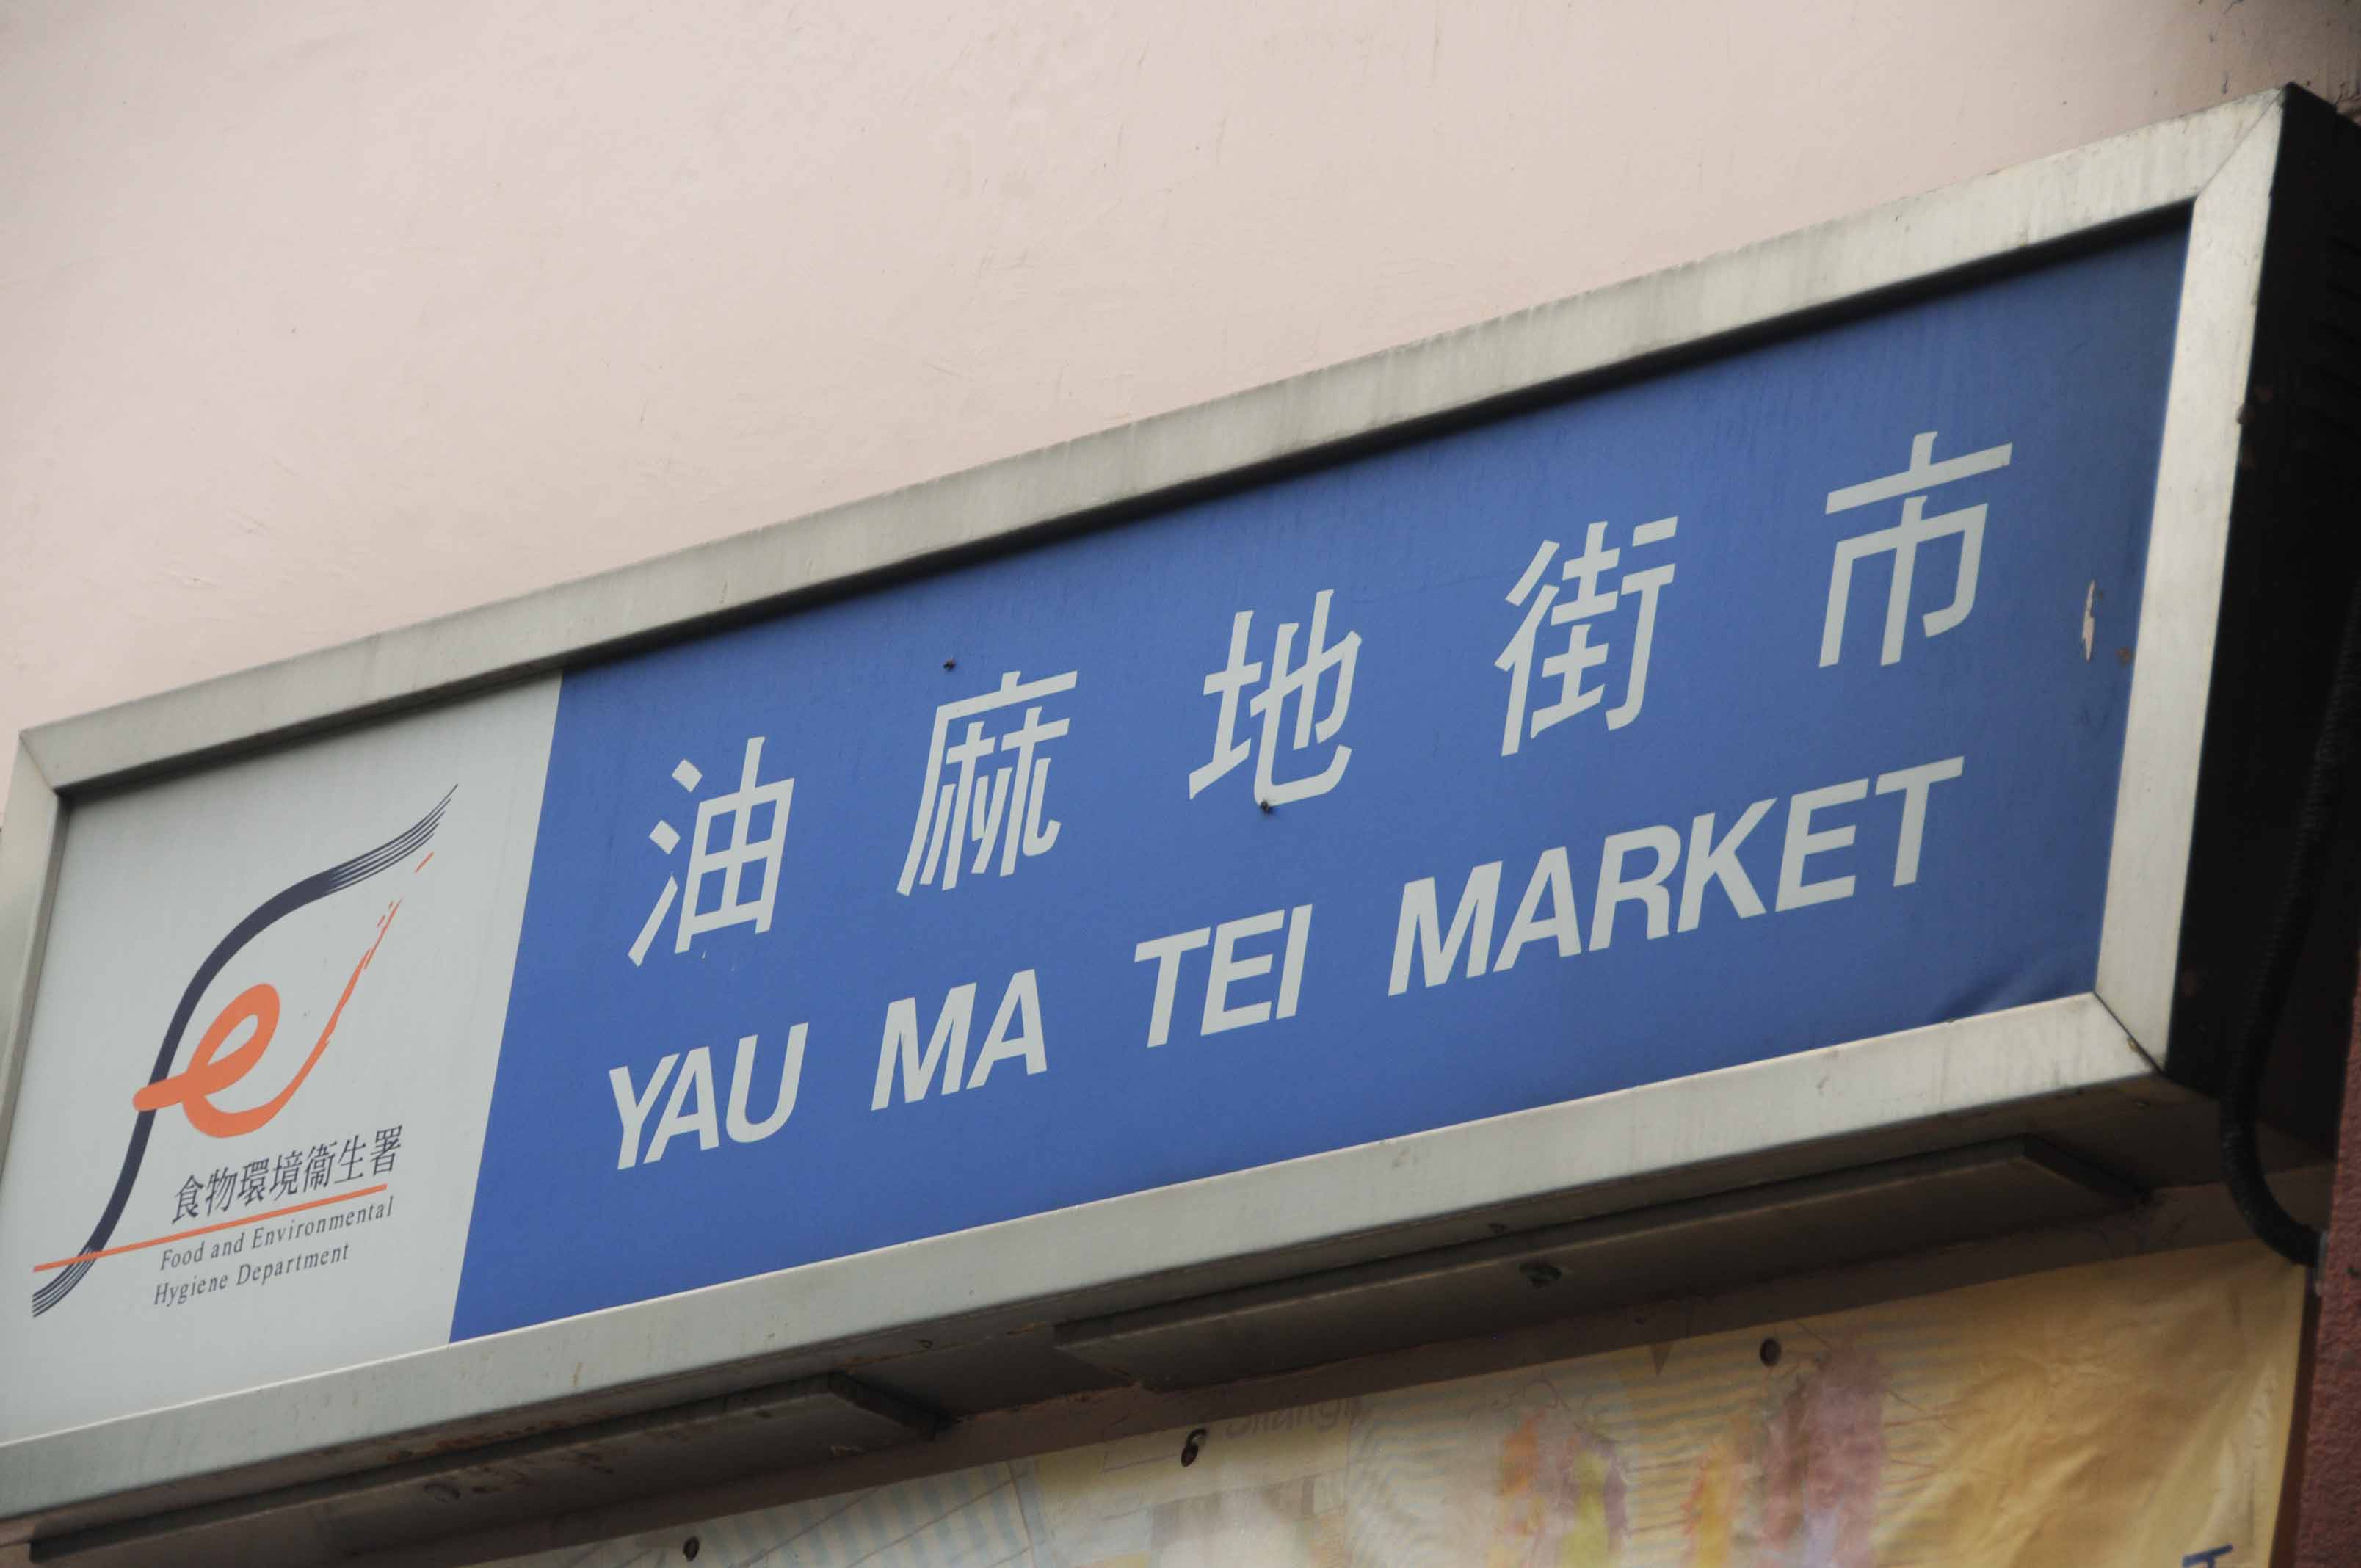 油麻地街市
YAU MA TEI MARKET
食物環境衞生署
Food and Environmental
Hygiene Department